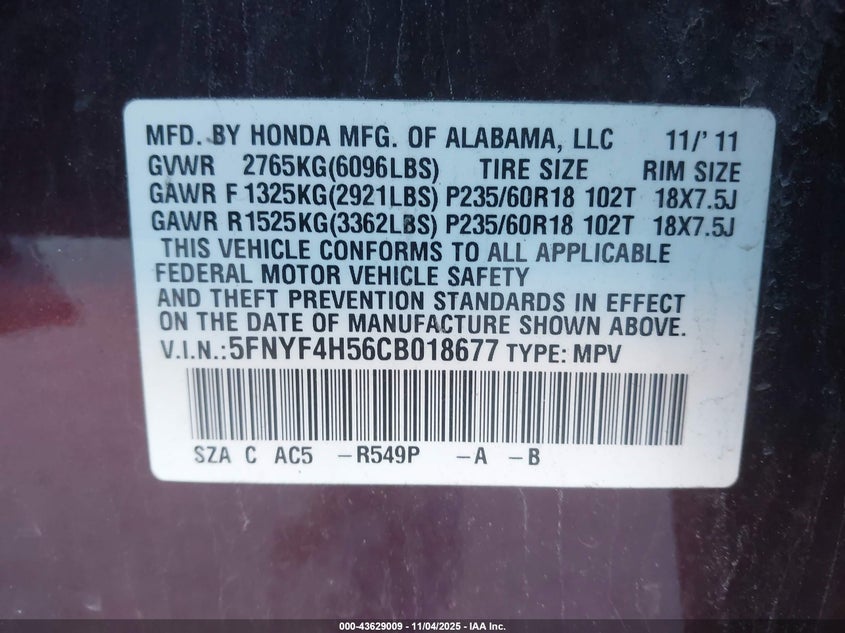 MFD. BY HONDA MFG. OF ALABAMA, LLC 11/' 11
GVWR 2765KG(6096LBS) TIRE SIZE RIM SIZE
GAWR F 1325KG(2921LBS) P235/60R18 102T 18X7.5J
GAWR R 1525KG(3362LBS) P235/60R18 102T 18X7.5J
THIS VEHICLE CONFORMS TO ALL APPLICABLE
FEDERAL MOTOR VEHICLE SAFETY
AND THEFT PREVENTION STANDARDS IN EFFECT
ON THE DATE OF MANUFACTURE SHOWN ABOVE.
V.I.N.:5FNYF4H56CB018677 TYPE: MPV
SZA C AC5 –R549P –A –B
000-43629009 - 11/04/2025 - IAA Inc.